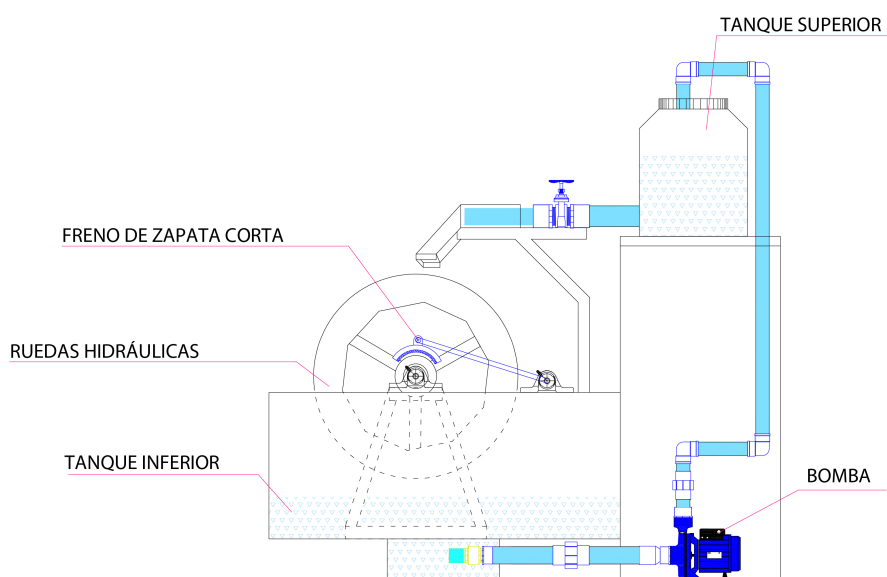 TANQUE SUPERIOR
FRENO DE ZAPATA CORTA
RUEDAS HIDRÁULICAS
TANQUE INFERIOR
BOMBA